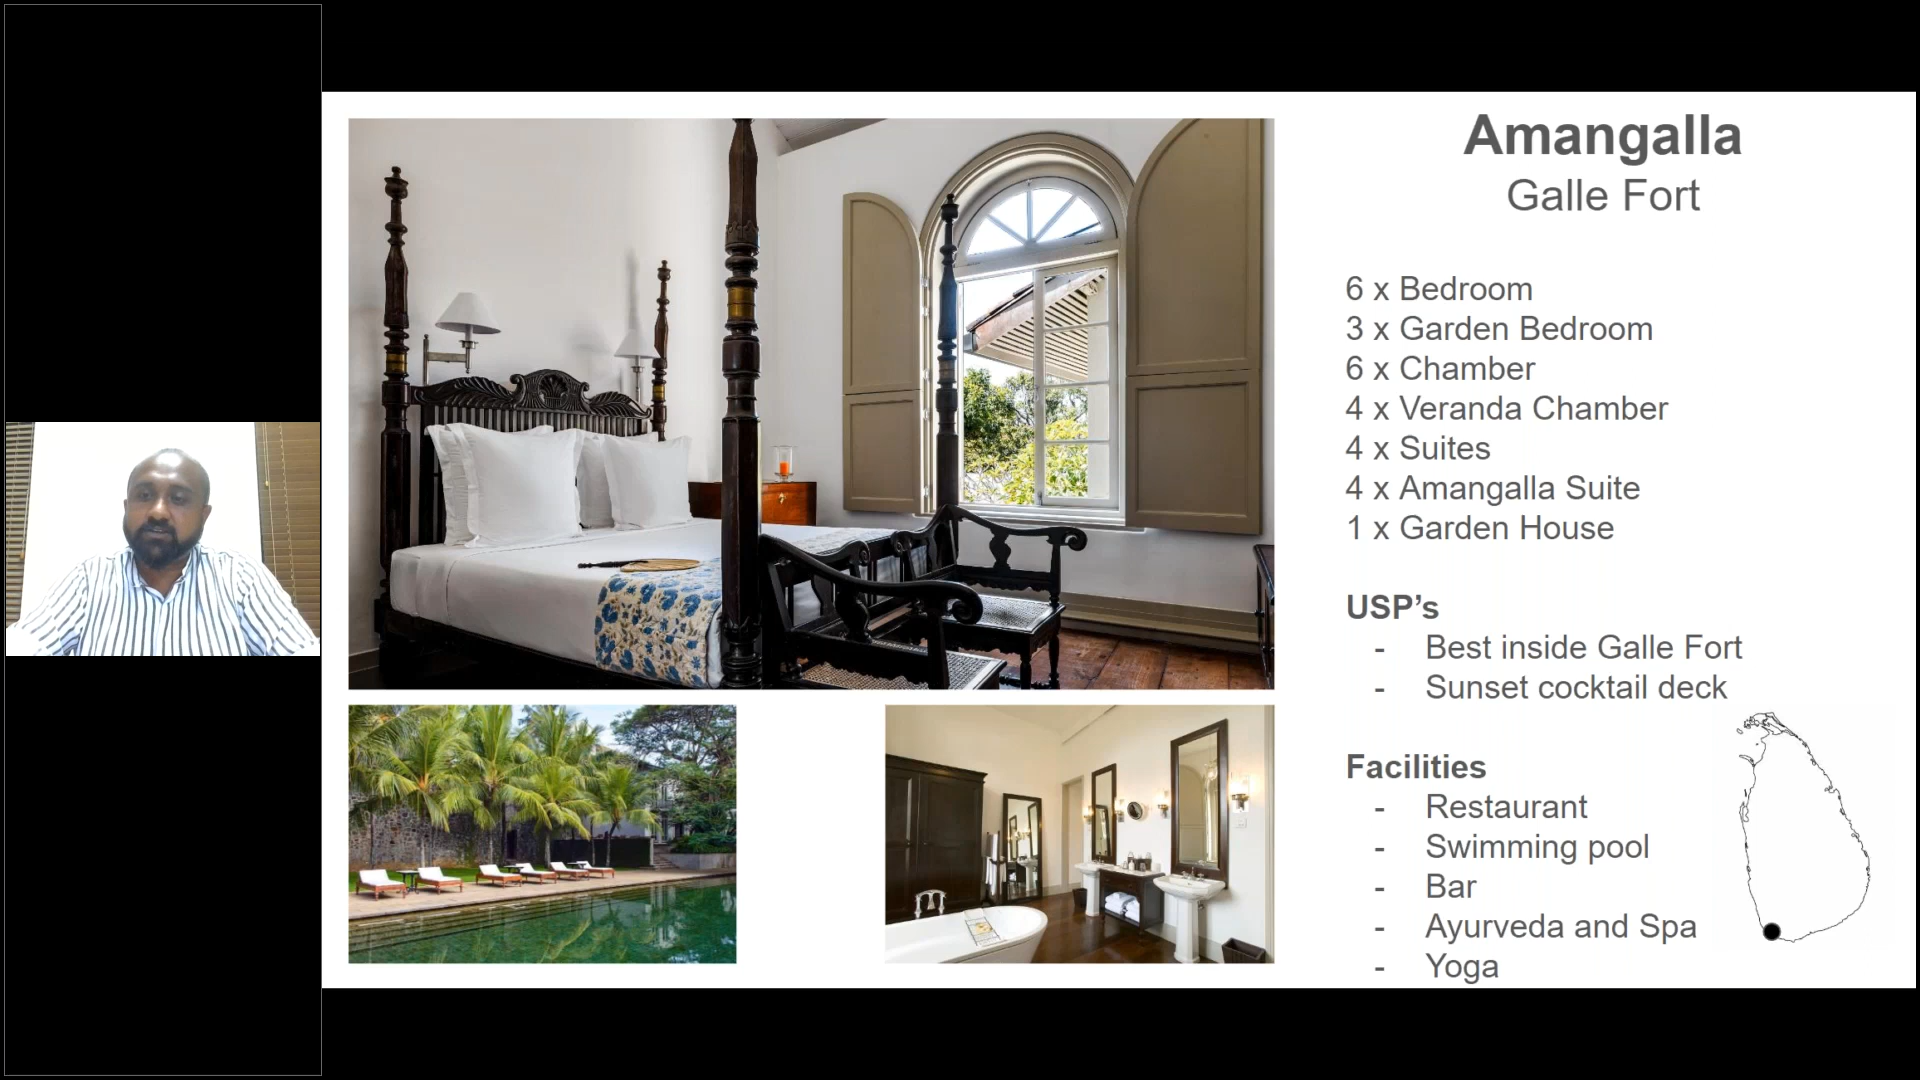 Amangalla
Galle Fort
6 x Bedroom
3 x Garden Bedroom
6 x Chamber
4 x Veranda Chamber
4 x Suites
4 x Amangalla Suite
1 x Garden House
USP’s
- Best inside Galle Fort
- Sunset cocktail deck
Facilities
- Restaurant
- Swimming pool
- Bar
- Ayurveda and Spa
- Yoga